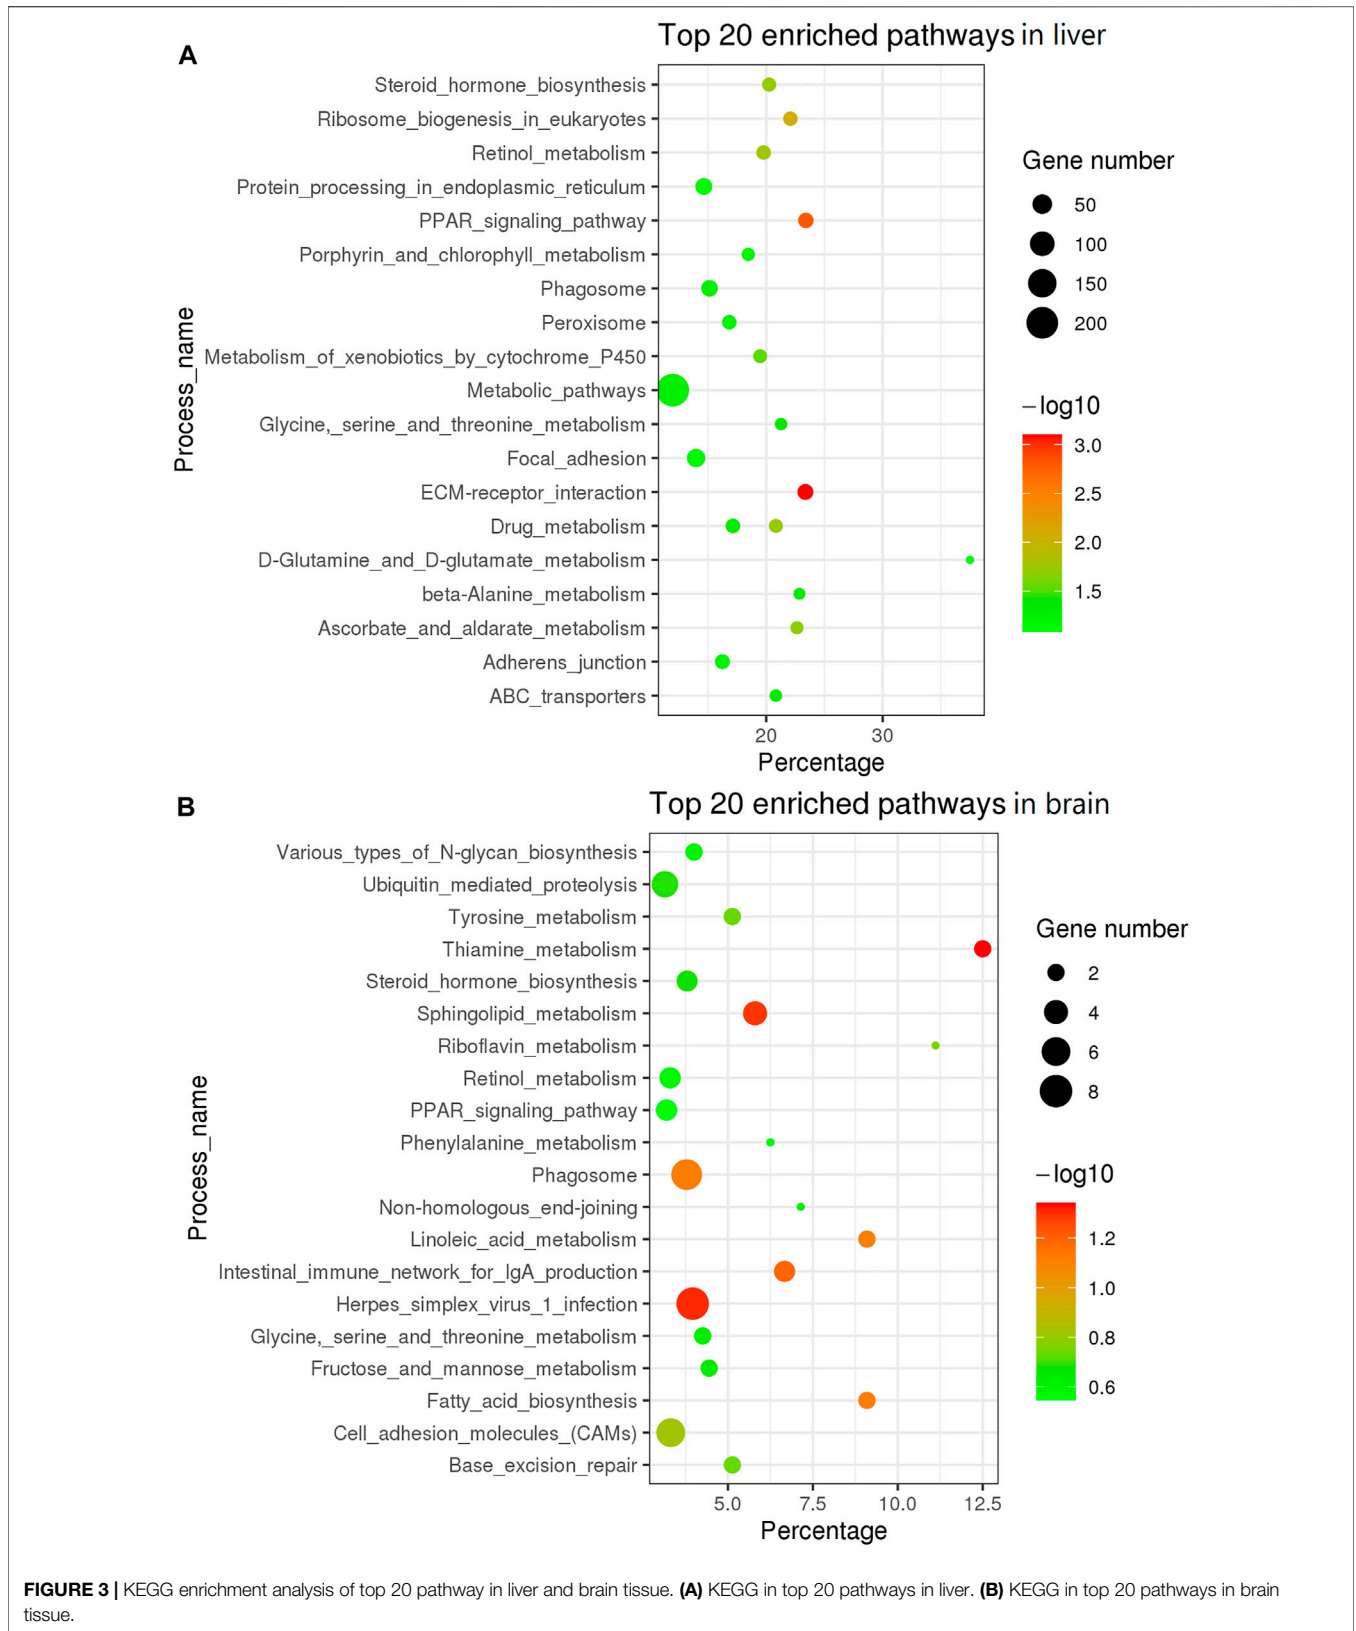 A
Top 20 enriched pathways in liver
Process_name
Steroid_hormone_biosynthesis
Ribosome_biogenesis_in_eukaryotes
Retinol_metabolism
Protein_processing_in_endoplasmic_reticulum
PPAR_signaling_pathway
Porphyrin_and_chlorophyll_metabolism
Phagosome
Peroxisome
Metabolism_of_xenobiotics_by_cytochrome_P450
Metabolic_pathways
Glycine,_serine_and_threonine_metabolism
Focal_adhesion
ECM-receptor_interaction
Drug_metabolism
D-Glutamine_and_D-glutamate_metabolism
beta-Alanine_metabolism
Ascorbate_and_aldarate_metabolism
Adherens_junction
ABC_transporters
20 30
Percentage
Gene number
50
100
150
200
−log10
3.0
2.5
2.0
1.5
B
Top 20 enriched pathways in brain
Process_name
Various_types_of_N-glycan_biosynthesis
Ubiquitin_mediated_proteolysis
Tyrosine_metabolism
Thiamine_metabolism
Steroid_hormone_biosynthesis
Sphingolipid_metabolism
Riboflavin_metabolism
Retinol_metabolism
PPAR_signaling_pathway
Phenylalanine_metabolism
Phagosome
Non-homologous_end-joining
Linoleic_acid_metabolism
Intestinal_immune_network_for_IgA_production
Herpes_simplex_virus_1_infection
Glycine,_serine_and_threonine_metabolism
Fructose_and_mannose_metabolism
Fatty_acid_biosynthesis
Cell_adhesion_molecules_(CAMs)
Base_excision_repair
5.0 7.5 10.0 12.5
Percentage
Gene number
2
4
6
8
−log10
1.2
1.0
0.8
0.6
FIGURE 3 | KEGG enrichment analysis of top 20 pathway in liver and brain tissue. (A) KEGG in top 20 pathways in liver. (B) KEGG in top 20 pathways in brain
tissue.